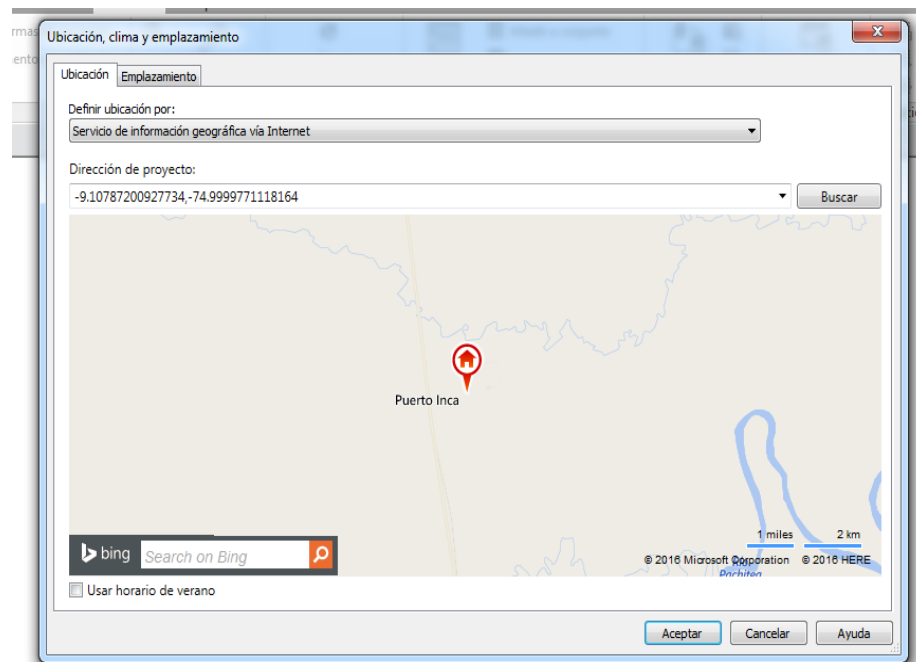 Ubicación, clima y emplazamiento
Ubicación Emplazamiento
Definir ubicación por:
Servicio de información geográfica vía Internet
Dirección de proyecto:
-9.10787200927734,-74.9999771118164 Buscar
Puerto Inca
1 miles 2 km
bing Search on Bing
© 2016 Microsoft Corporation © 2016 HERE
Pachitea
Usar horario de verano
Aceptar Cancelar Ayuda